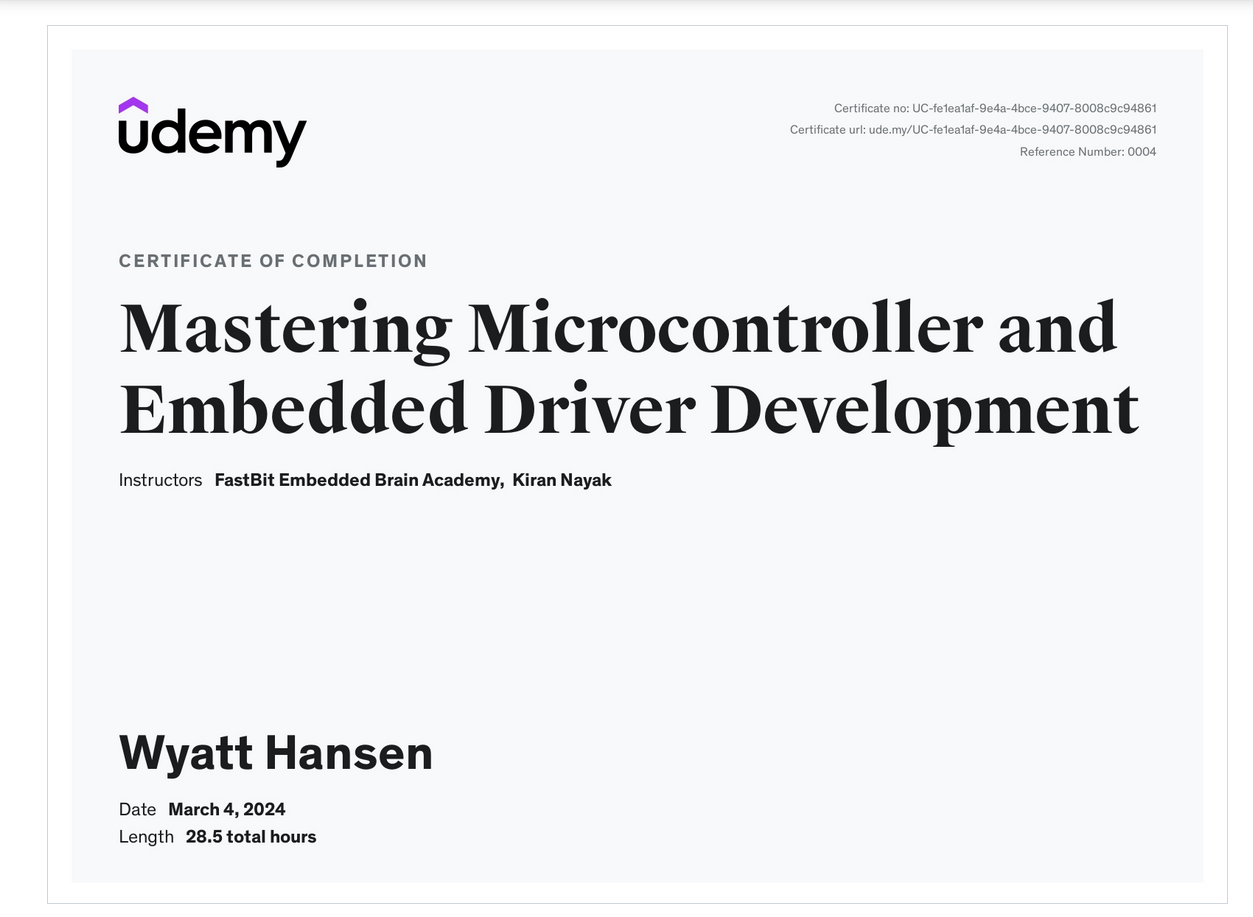 udemy
Certificate no: UC-fe1ea1af-9e4a-4bce-9407-8008c9c94861
Certificate url: ude.my/UC-fe1ea1af-9e4a-4bce-9407-8008c9c94861
Reference Number: 0004
CERTIFICATE OF COMPLETION
Mastering Microcontroller and
Embedded Driver Development
Instructors FastBit Embedded Brain Academy, Kiran Nayak
Wyatt Hansen
Date March 4, 2024
Length 28.5 total hours